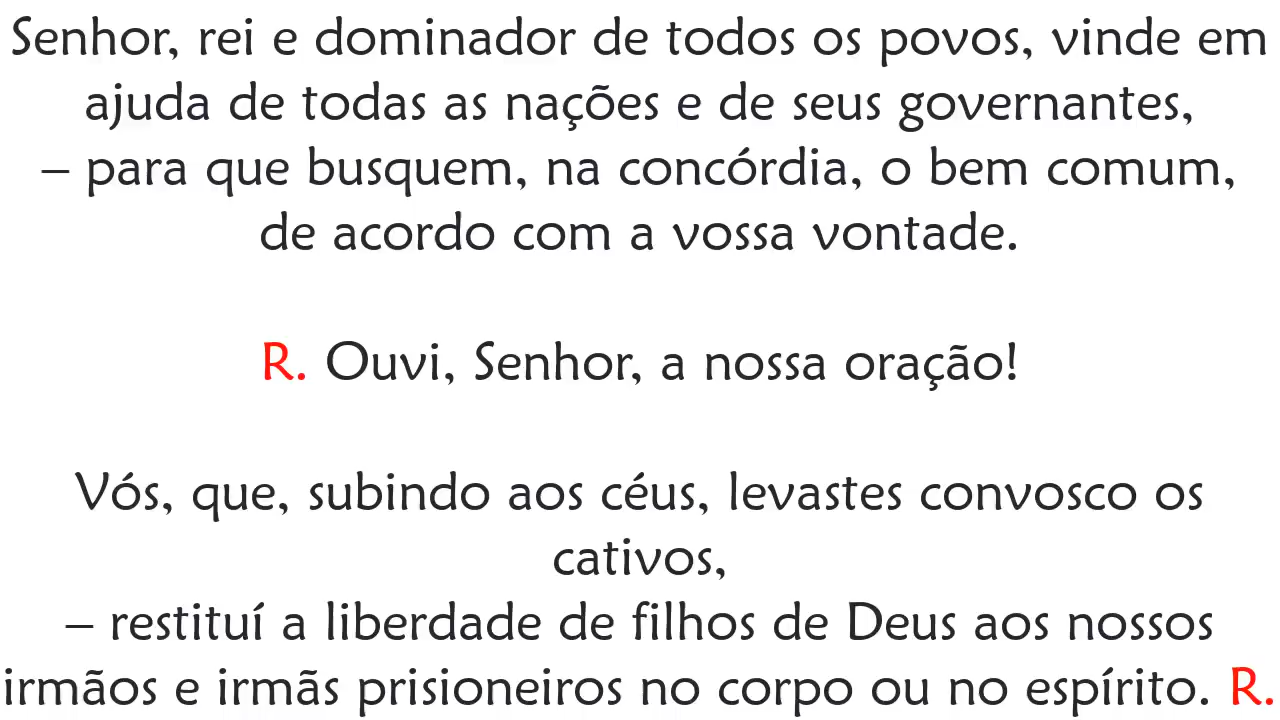 Senhor, rei e dominador de todos os povos, vinde em
ajuda de todas as nações e de seus governantes,
– para que busquem, na concórdia, o bem comum,
de acordo com a vossa vontade.
R. Ouvi, Senhor, a nossa oração!
Vós, que, subindo aos céus, levastes convosco os
cativos,
– restituí a liberdade de filhos de Deus aos nossos
irmãos e irmãs prisioneiros no corpo ou no espírito. R.